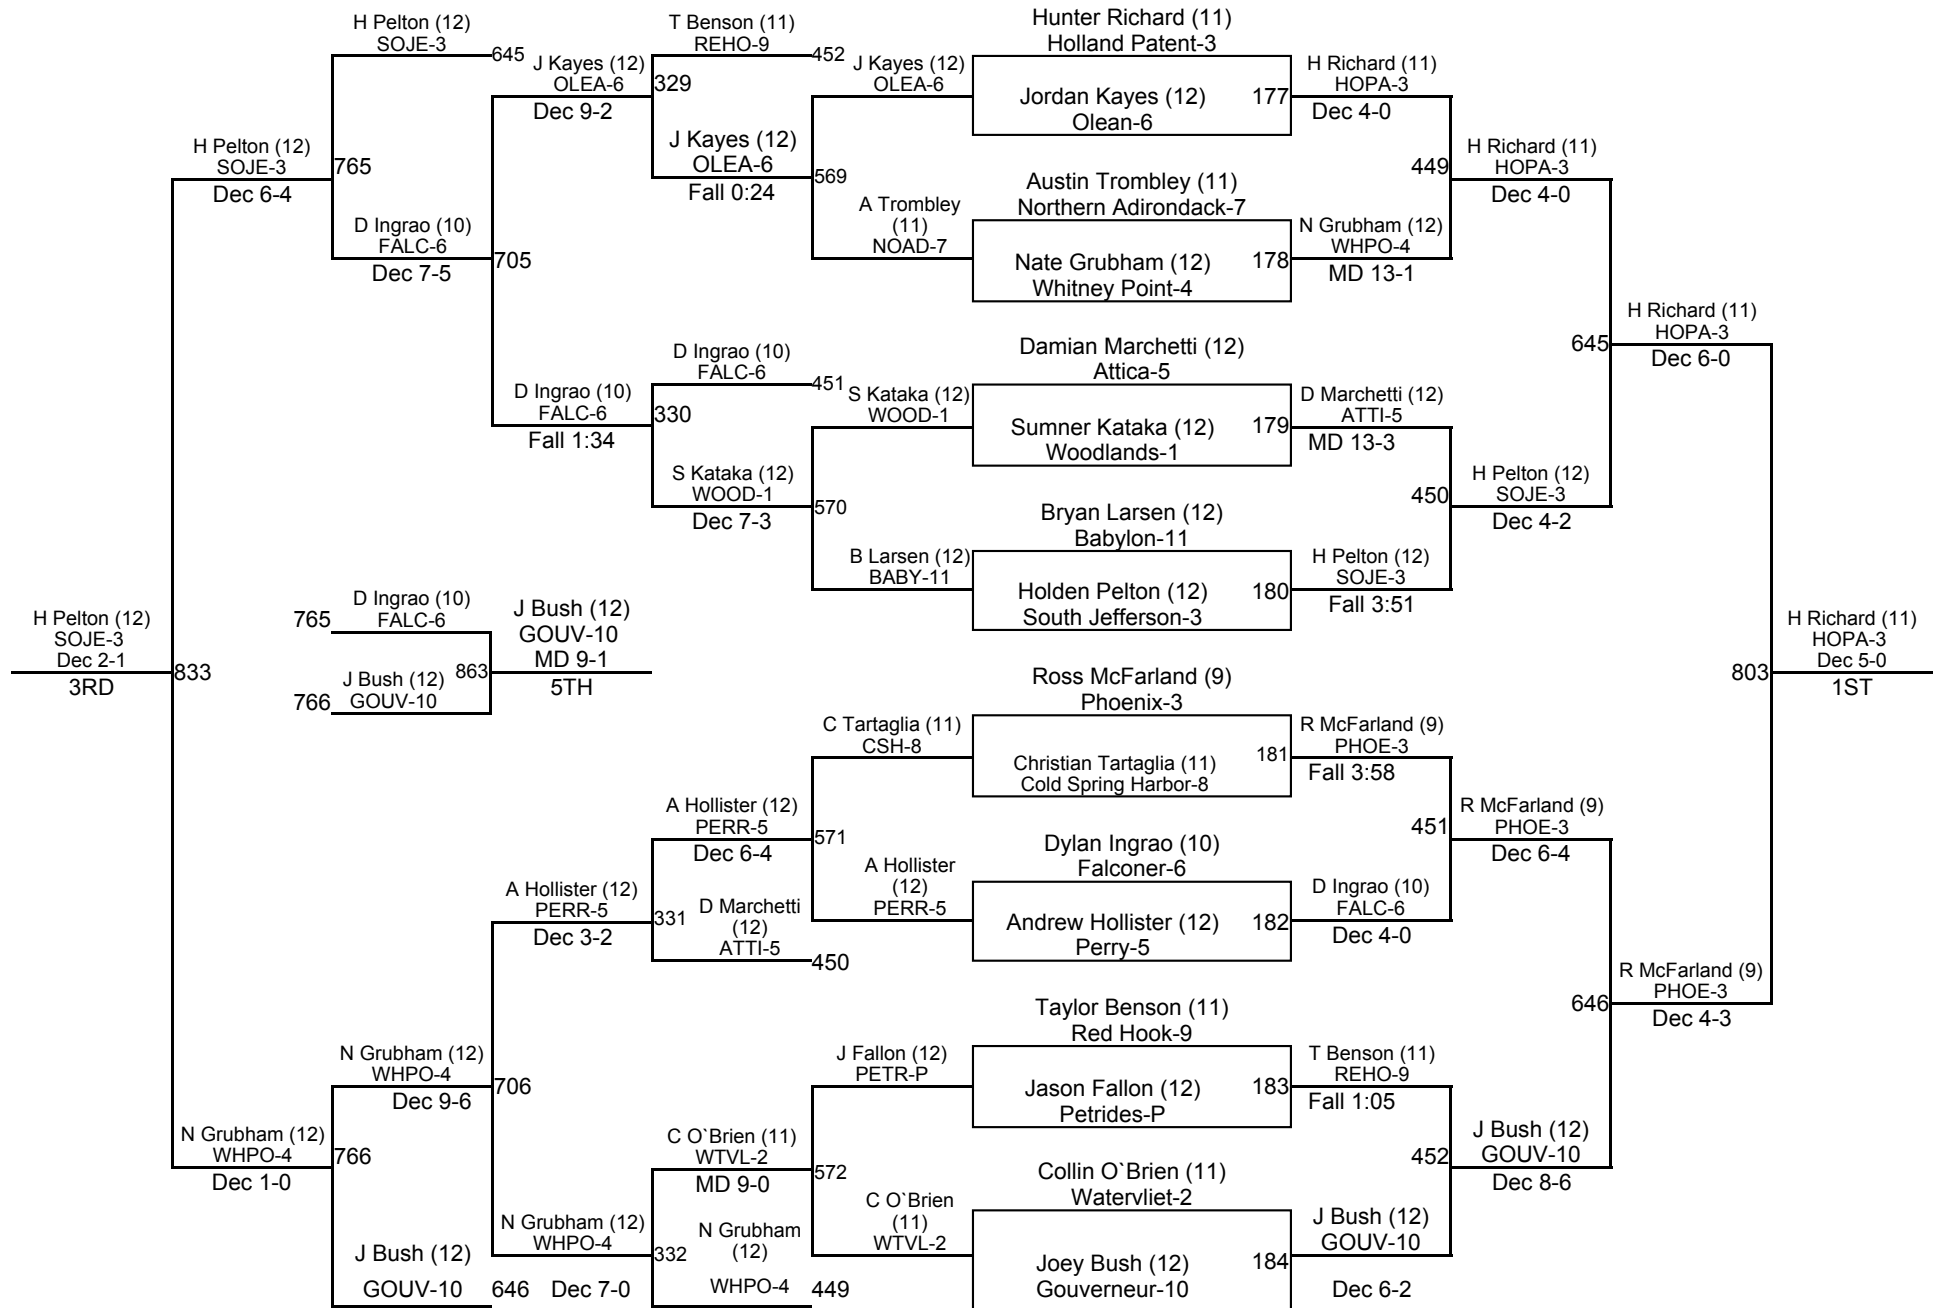 H Pelton (12)
SOJE-3
645
J Kayes (12)
OLEA-6
Dec 9-2
T Benson (11)
REHO-9
452
329
J Kayes (12)
OLEA-6
Fall 0:24
J Kayes (12)
OLEA-6
569
A Trombley
(11)
NOAD-7
Hunter Richard (11)
Holland Patent-3
Jordan Kayes (12)
Olean-6
177
H Richard (11)
HOPA-3
Dec 4-0
Austin Trombley (11)
Northern Adirondack-7
Nate Grubham (12)
Whitney Point-4
178
N Grubham (12)
WHPO-4
MD 13-1
449
H Richard (11)
HOPA-3
Dec 4-0
H Pelton (12)
SOJE-3
Dec 6-4
765
D Ingrao (10)
FALC-6
Dec 7-5
705
D Ingrao (10)
FALC-6
Fall 1:34
D Ingrao (10)
FALC-6
451
330
S Kataka (12)
WOOD-1
Dec 7-3
S Kataka (12)
WOOD-1
570
B Larsen (12)
BABY-11
Damian Marchetti (12)
Attica-5
Sumner Kataka (12)
Woodlands-1
179
D Marchetti (12)
ATTI-5
MD 13-3
Bryan Larsen (12)
Babylon-11
Holden Pelton (12)
South Jefferson-3
180
H Pelton (12)
SOJE-3
Fall 3:51
450
H Pelton (12)
SOJE-3
Dec 4-2
645
H Richard (11)
HOPA-3
Dec 6-0
H Pelton (12)
SOJE-3
Dec 2-1
3RD
833
765
D Ingrao (10)
FALC-6
766
J Bush (12)
GOUV-10
863
J Bush (12)
GOUV-10
MD 9-1
5TH
803
H Richard (11)
HOPA-3
Dec 5-0
1ST
C Tartaglia (11)
CSH-8
Ross McFarland (9)
Phoenix-3
Christian Tartaglia (11)
Cold Spring Harbor-8
181
R McFarland (9)
PHOE-3
Fall 3:58
A Hollister (12)
PERR-5
Dec 6-4
571
A Hollister
(12)
PERR-5
Dylan Ingrao (10)
Falconer-6
Andrew Hollister (12)
Perry-5
182
D Ingrao (10)
FALC-6
Dec 4-0
451
R McFarland (9)
PHOE-3
Dec 6-4
A Hollister (12)
PERR-5
Dec 3-2
331
D Marchetti
(12)
ATTI-5
450
646
R McFarland (9)
PHOE-3
Dec 4-3
N Grubham (12)
WHPO-4
Dec 9-6
706
J Fallon (12)
PETR-P
Taylor Benson (11)
Red Hook-9
Jason Fallon (12)
Petrides-P
183
T Benson (11)
REHO-9
Fall 1:05
N Grubham (12)
WHPO-4
Dec 1-0
766
C O`Brien (11)
WTVL-2
MD 9-0
572
C O`Brien
(11)
WTVL-2
Collin O`Brien (11)
Watervliet-2
Joey Bush (12)
Gouverneur-10
184
J Bush (12)
GOUV-10
Dec 6-2
452
J Bush (12)
GOUV-10
Dec 8-6
J Bush (12)
GOUV-10
646
N Grubham (12)
WHPO-4
Dec 7-0
332
N Grubham
(12)
WHPO-4
449